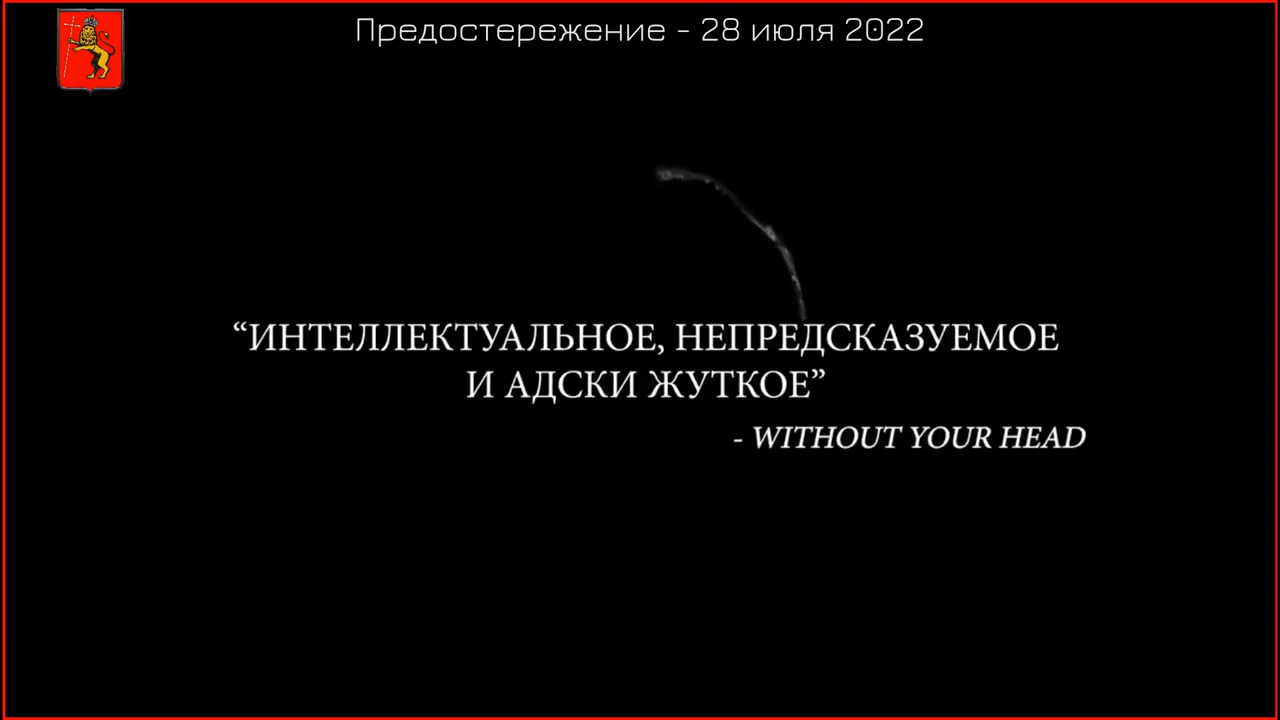 Предостережение - 28 июля 2022
“ИНТЕЛЛЕКТУАЛЬНОЕ, НЕПРЕДСКАЗУЕМОЕ
И АДСКИ ЖУТКОЕ”
- WITHOUT YOUR HEAD